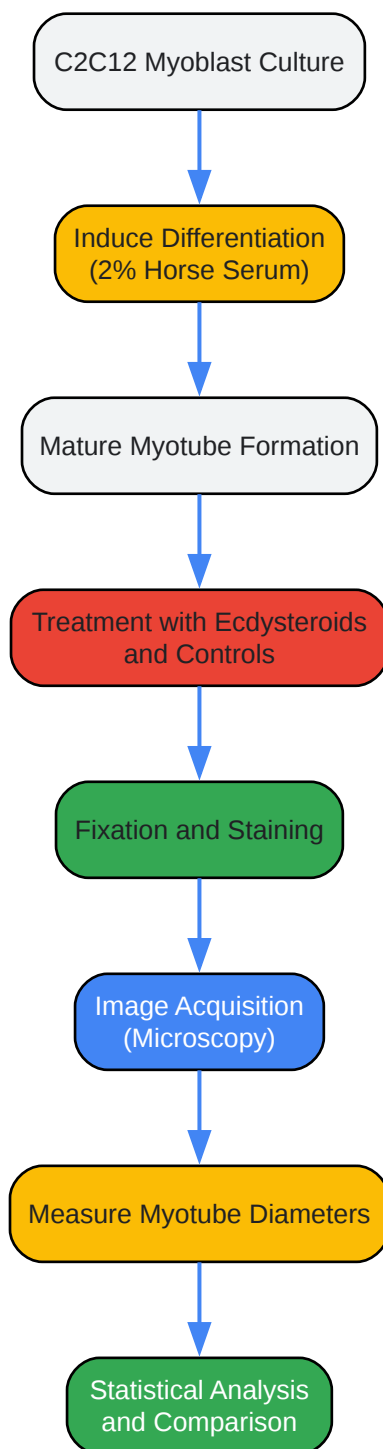 C2C12 Myoblast Culture
Induce Differentiation
(2% Horse Serum)
Mature Myotube Formation
Treatment with Ecdysteroids
and Controls
Fixation and Staining
Image Acquisition
(Microscopy)
Measure Myotube Diameters
Statistical Analysis
and Comparison